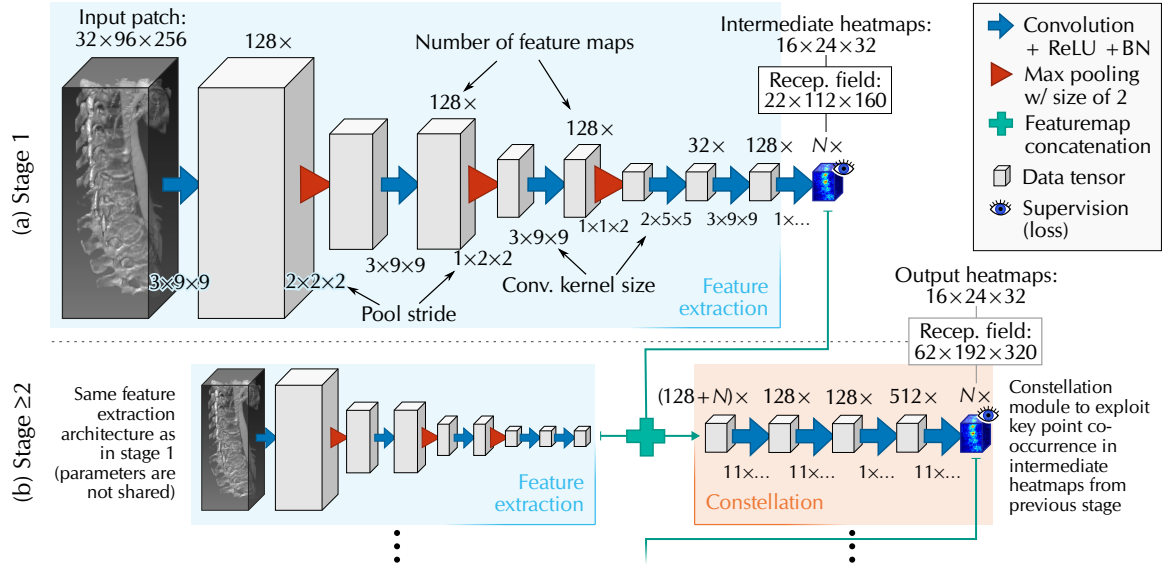 Input patch:
32×96×256
128×
Number of feature maps
128×
128×
32×
128×
N×
Intermediate heatmaps:
16×24×32
Recep. field:
22×112×160
(a) Stage 1
3×9×9
2×2×2
3×9×9
1×2×2
3×9×9
1×1×2
2×5×5
3×9×9
1×...
Pool stride
Conv. kernel size
Feature
extraction
Convolution
+ ReLU +BN
Max pooling
w/ size of 2
Featuremap
concatenation
Data tensor
Supervision
(loss)
Output heatmaps:
16×24×32
Recep. field:
62×192×320
(b) Stage ≥2
Same feature
extraction
architecture as
in stage 1
(parameters are
not shared)
Feature
extraction
(128+N)×
128×
128×
512×
N×
11×...
11×...
1×...
11×...
Constellation
Constellation
module to exploit
key point co-
occurrence in
intermediate
heatmaps from
previous stage